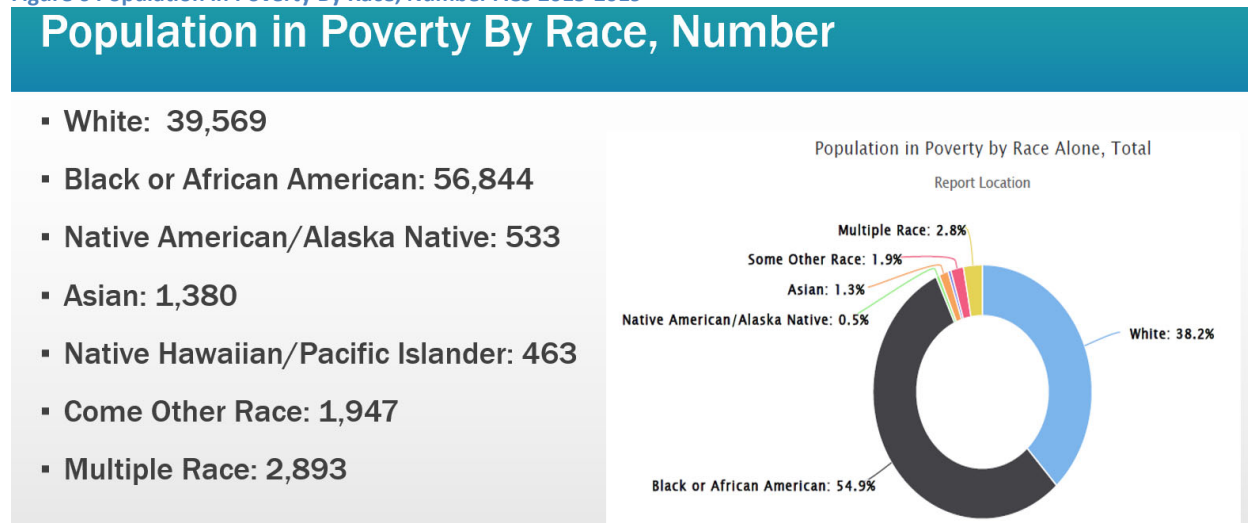 Population in Poverty By Race, Number
▪ White: 39,569
▪ Black or African American: 56,844
▪ Native American/Alaska Native: 533
▪ Asian: 1,380
▪ Native Hawaiian/Pacific Islander: 463
▪ Come Other Race: 1,947
▪ Multiple Race: 2,893
Population in Poverty by Race Alone, Total
Report Location
Multiple Race: 2.8%
Some Other Race: 1.9%
Asian: 1.3%
Native American/Alaska Native: 0.5%
White: 38.2%
Black or African American: 54.9%